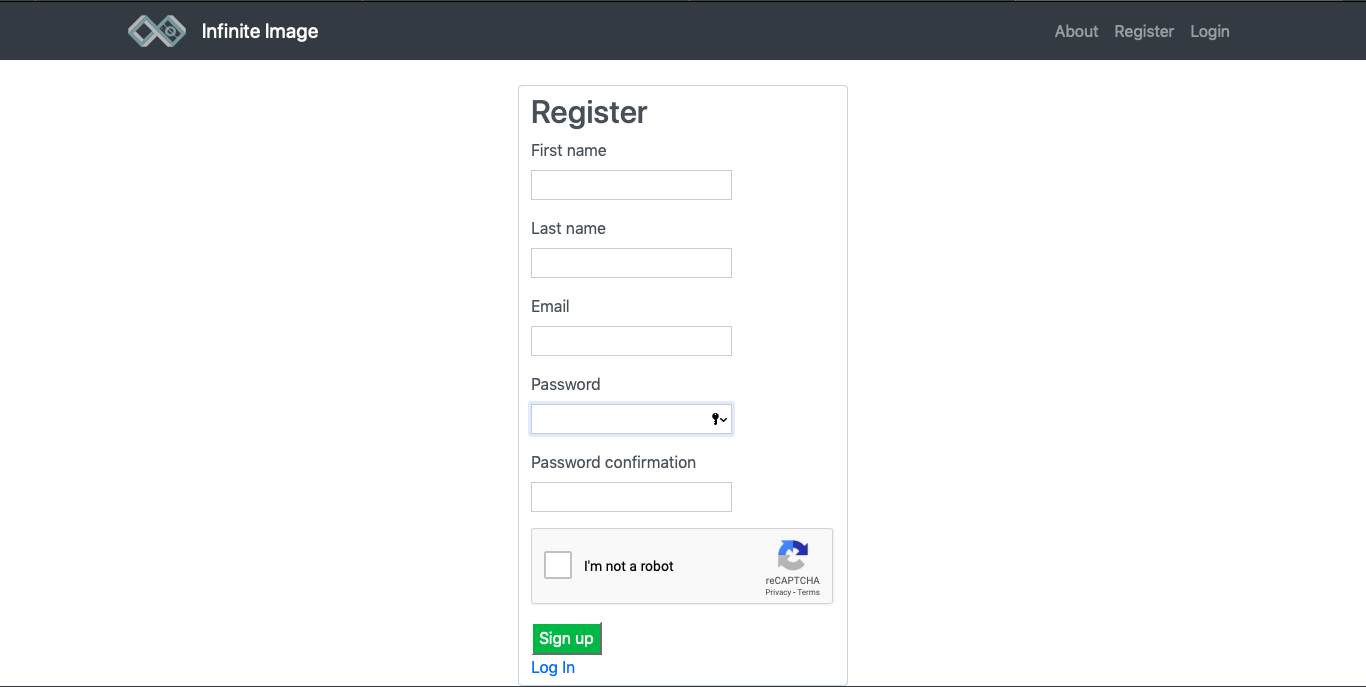 Infinite Image
About Register Login
Register
First name
Last name
Email
Password
Password confirmation
I'm not a robot
reCAPTCHA
Privacy - Terms
Sign up
Log In